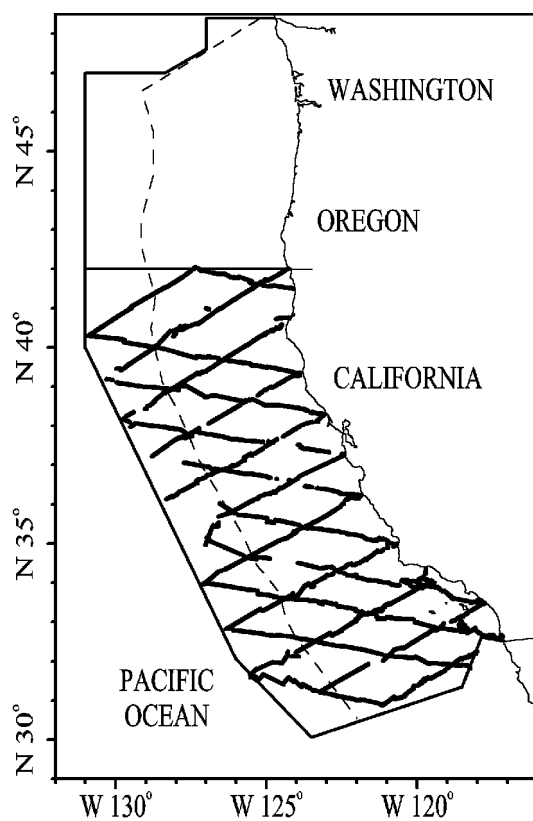 WASHINGTON
N 45°
OREGON
N 40°
CALIFORNIA
N 35°
PACIFIC
OCEAN
N 30°
W 130° W 125° W 120°